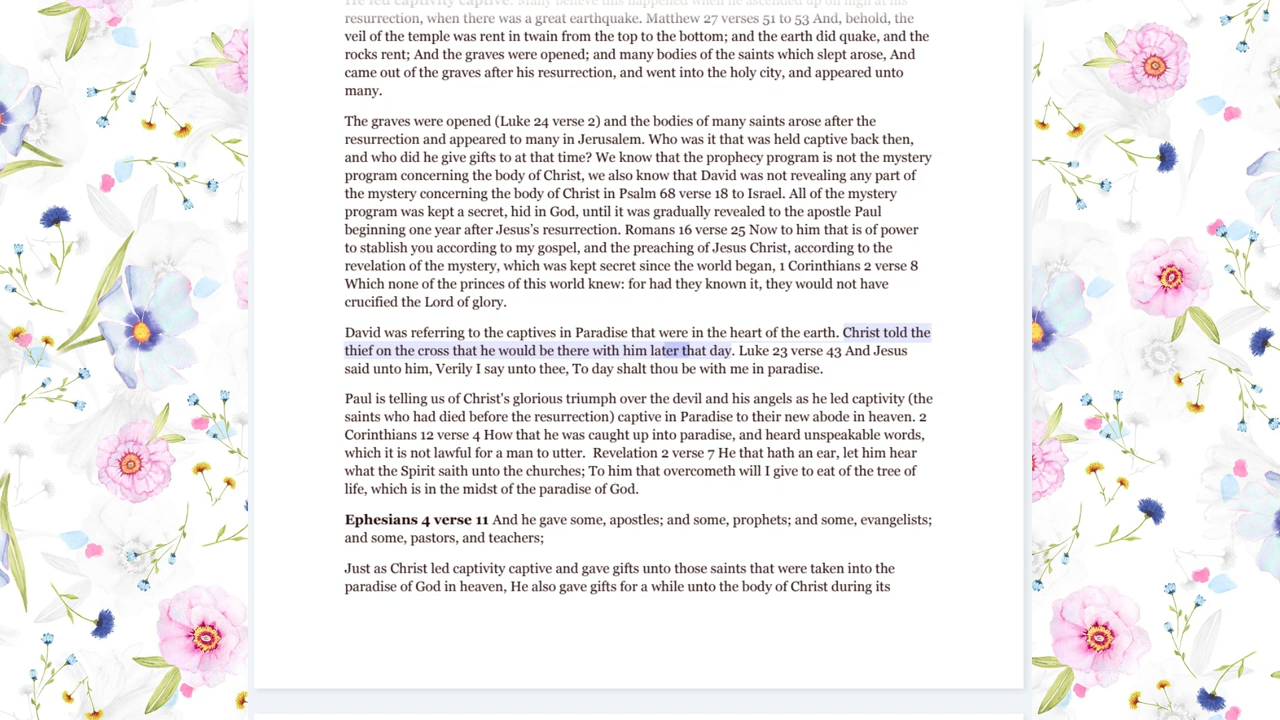 He led captivity captive. Many believe this happened when he ascended up on high at his
resurrection, when there was a great earthquake. Matthew 27 verses 51 to 53 And, behold, the
veil of the temple was rent in twain from the top to the bottom; and the earth did quake, and the
rocks rent; And the graves were opened; and many bodies of the saints which slept arose, And
came out of the graves after his resurrection, and went into the holy city, and appeared unto
many.
The graves were opened (Luke 24 verse 2) and the bodies of many saints arose after the
resurrection and appeared to many in Jerusalem. Who was it that was held captive back then,
and who did he give gifts to at that time? We know that the prophecy program is not the mystery
program concerning the body of Christ, we also know that David was not revealing any part of
the mystery concerning the body of Christ in Psalm 68 verse 18 to Israel. All of the mystery
program was kept a secret, hid in God, until it was gradually revealed to the apostle Paul
beginning one year after Jesus's resurrection. Romans 16 verse 25 Now to him that is of power
to stablish you according to my gospel, and the preaching of Jesus Christ, according to the
revelation of the mystery, which was kept secret since the world began, 1 Corinthians 2 verse 8
Which none of the princes of this world knew: for had they known it, they would not have
crucified the Lord of glory.
David was referring to the captives in Paradise that were in the heart of the earth. Christ told the
thief on the cross that he would be there with him later that day. Luke 23 verse 43 And Jesus
said unto him, Verily I say unto thee, To day shalt thou be with me in paradise.
Paul is telling us of Christ's glorious triumph over the devil and his angels as he led captivity (the
saints who had died before the resurrection) captive in Paradise to their new abode in heaven. 2
Corinthians 12 verse 4 How that he was caught up into paradise, and heard unspeakable words,
which it is not lawful for a man to utter.  Revelation 2 verse 7 He that hath an ear, let him hear
what the Spirit saith unto the churches; To him that overcometh will I give to eat of the tree of
life, which is in the midst of the paradise of God.
Ephesians 4 verse 11 And he gave some, apostles; and some, prophets; and some, evangelists;
and some, pastors, and teachers;
Just as Christ led captivity captive and gave gifts unto those saints that were taken into the
paradise of God in heaven, He also gave gifts for a while unto the body of Christ during its